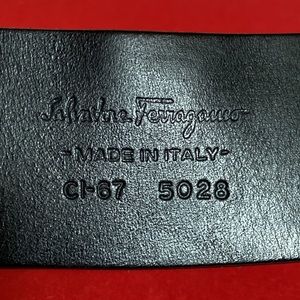 Salvatore Ferragamo
-MADE IN ITALY-
CI-67 5028